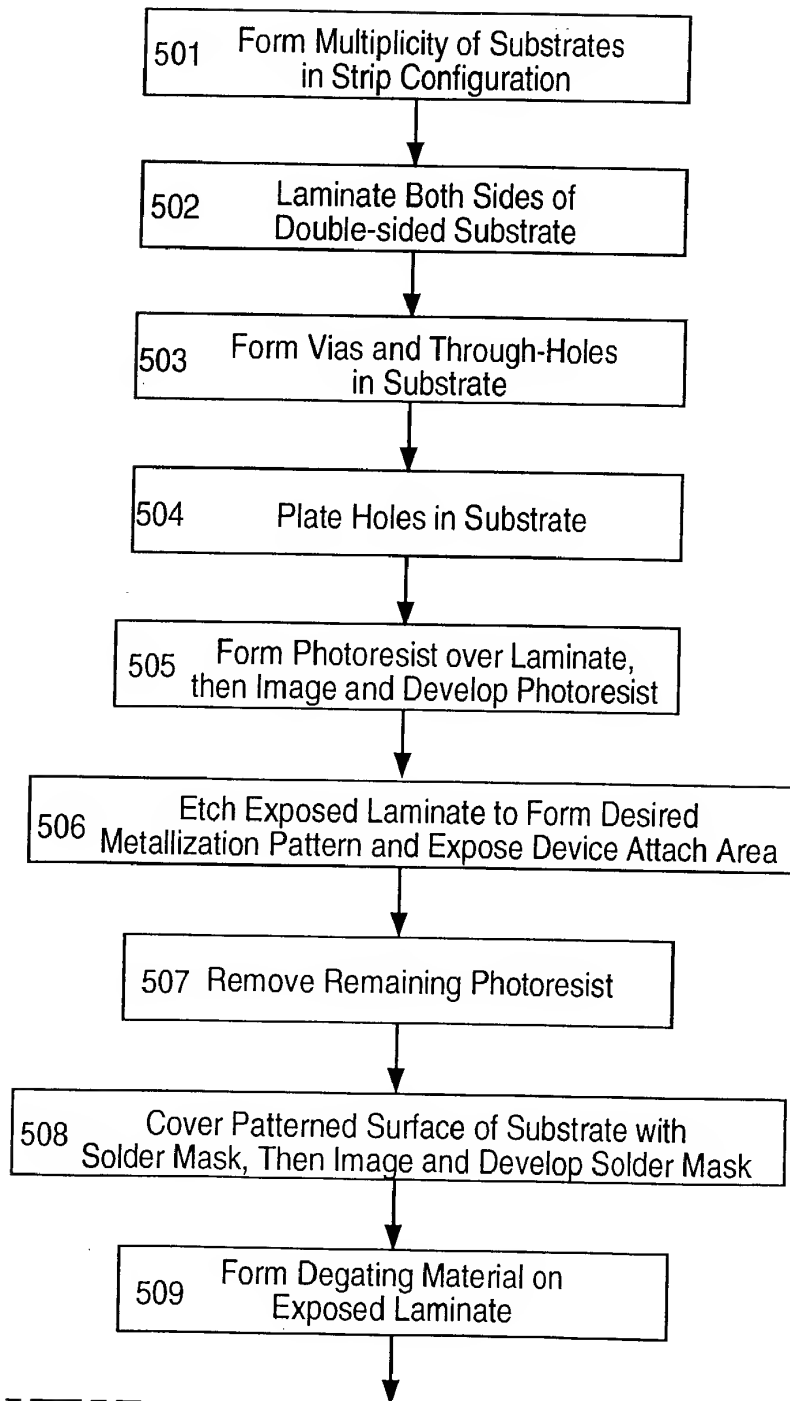 501 Form Multiplicity of Substrates
in Strip Configuration
502 Laminate Both Sides of
Double-sided Substrate
503 Form Vias and Through-Holes
in Substrate
504 Plate Holes in Substrate
505 Form Photoresist over Laminate,
then Image and Develop Photoresist
506 Etch Exposed Laminate to Form Desired
Metallization Pattern and Expose Device Attach Area
507 Remove Remaining Photoresist
508 Cover Patterned Surface of Substrate with
Solder Mask, Then Image and Develop Solder Mask
509 Form Degating Material on
Exposed Laminate